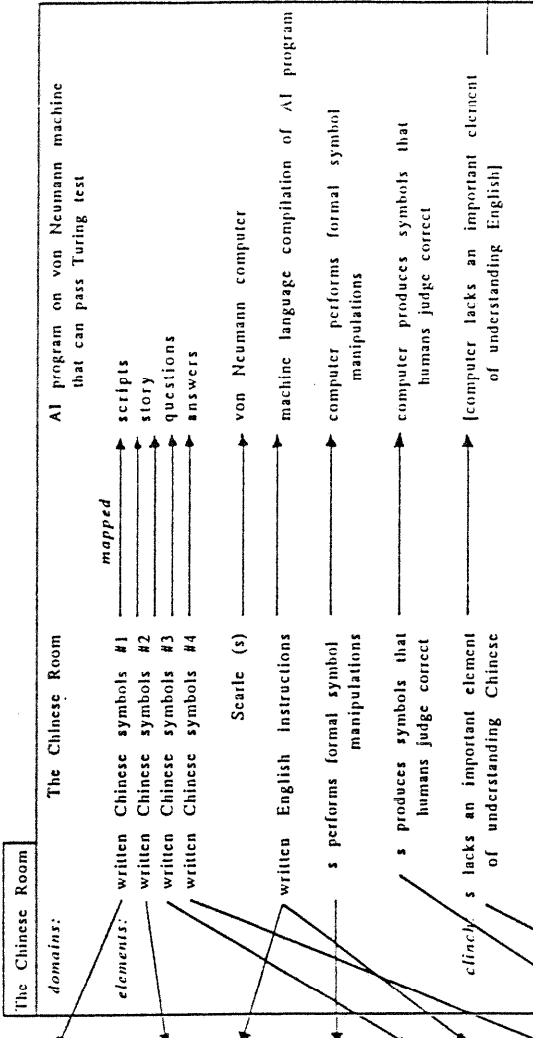 The Chinese Room
domains:
The Chinese Room
AI program on von Neumann machine
that can pass Turing test
mapped
elements:
written Chinese symbols #1
scripts
written Chinese symbols #2
story
written Chinese symbols #3
questions
written Chinese symbols #4
answers
Searle (s)
von Neumann computer
written English instructions
machine language compilation of AI program
s performs formal symbol
manipulations
computer performs formal symbol
manipulations
s produces symbols that
humans judge correct
computer produces symbols that
humans judge correct
clinch:
s lacks an important element
of understanding Chinese
[computer lacks an important element
of understanding English]